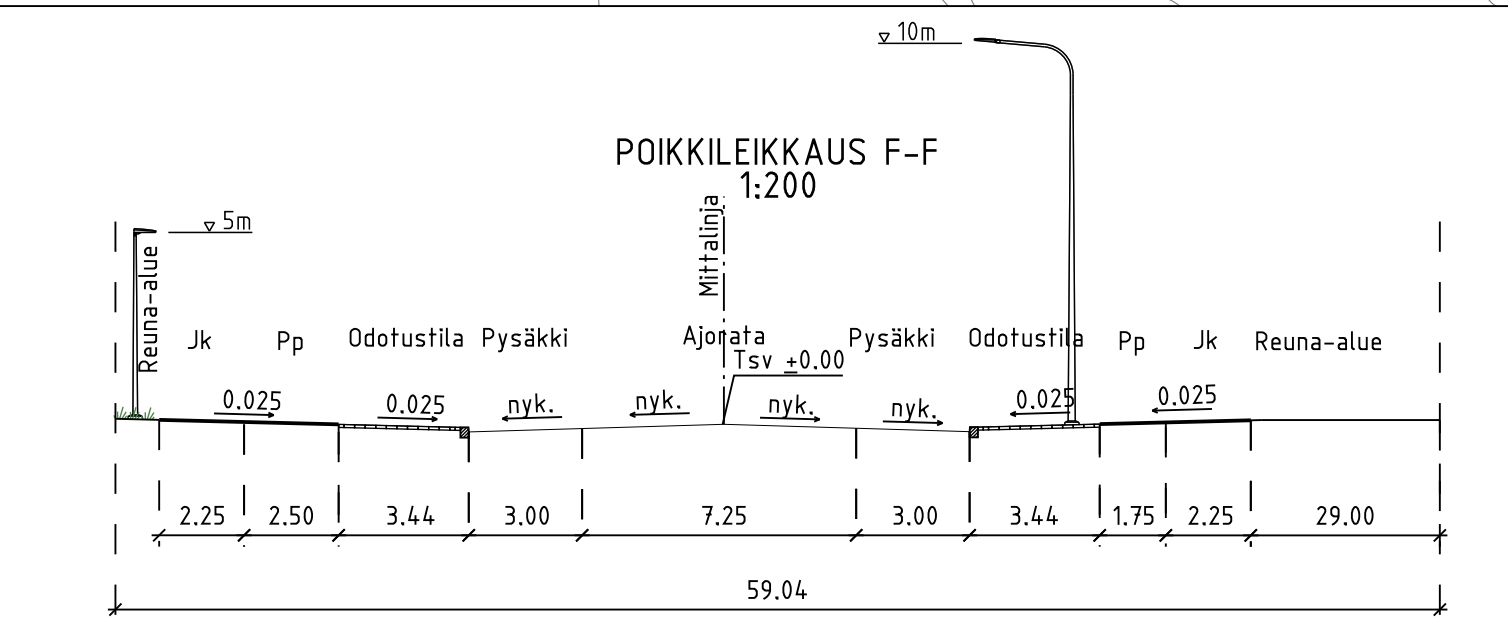 10m
POIKKILEIKKAUS F-F
1:200
Mittalinja
5m
Reuna-alue
Jk Pp Odotustila Pysäkki Ajorata Pysäkki Odotustila Pp Jk Reuna-alue
Tsv ±0.00
0.025 0.025 nyk. nyk. nyk. nyk. 0.025 0.025
2.25 2.50 3.44 3.00 7.25 3.00 3.44 1.75 2.25 29.00
59.04